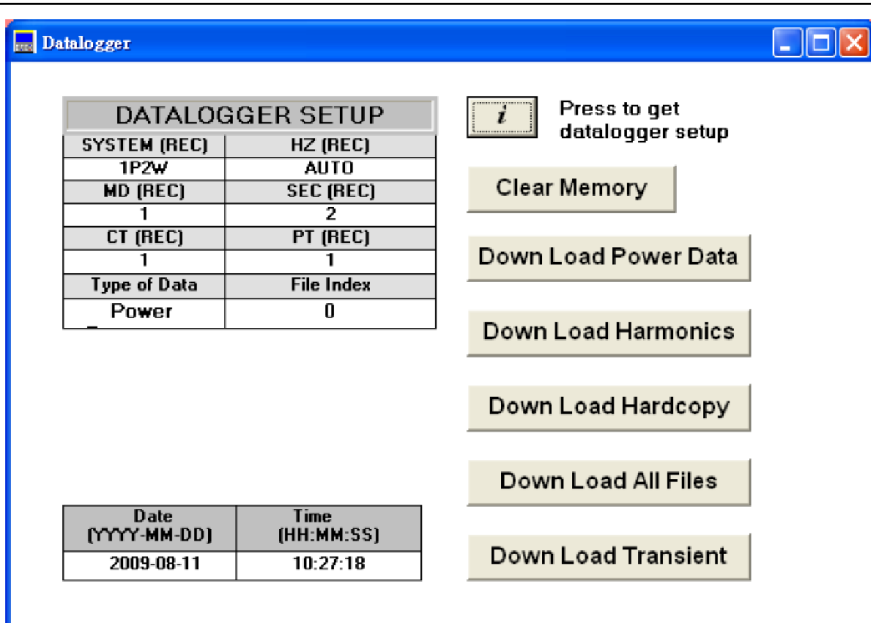 Datalogger
DATALOGGER SETUP
SYSTEM (REC) HZ (REC)
1P2W AUTO
MD (REC) SEC (REC)
1 2
CT (REC) PT (REC)
1 1
Type of Data File Index
Power 0
i Press to get
datalogger setup
Clear Memory
Down Load Power Data
Down Load Harmonics
Down Load Hardcopy
Down Load All Files
Down Load Transient
Date Time
(YYYY-MM-DD) (HH:MM:SS)
2009-08-11 10:27:18